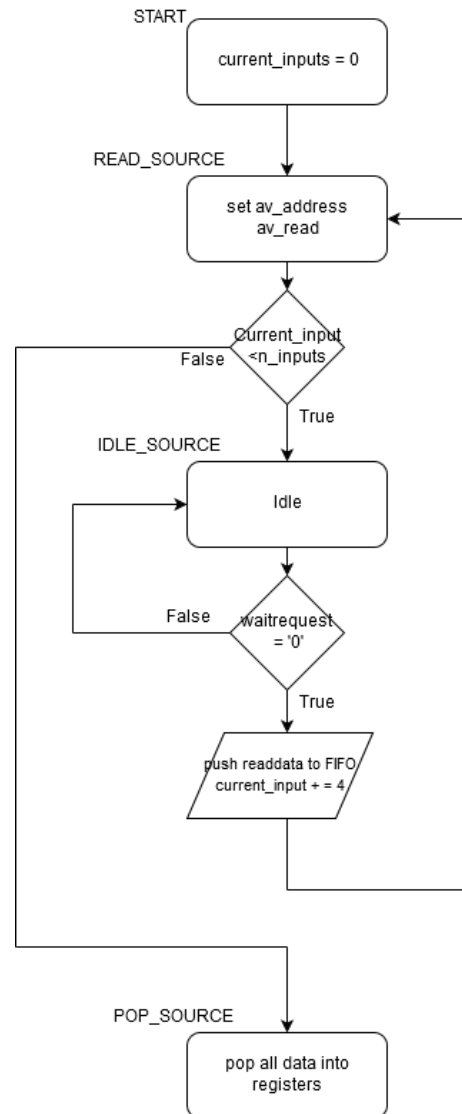 START
current_inputs = 0
READ_SOURCE
set av_address
av_read
Current_input
<n_inputs
False
True
IDLE_SOURCE
Idle
False
waitrequest
= '0'
True
push readdata to FIFO
current_input + = 4
POP_SOURCE
pop all data into
registers